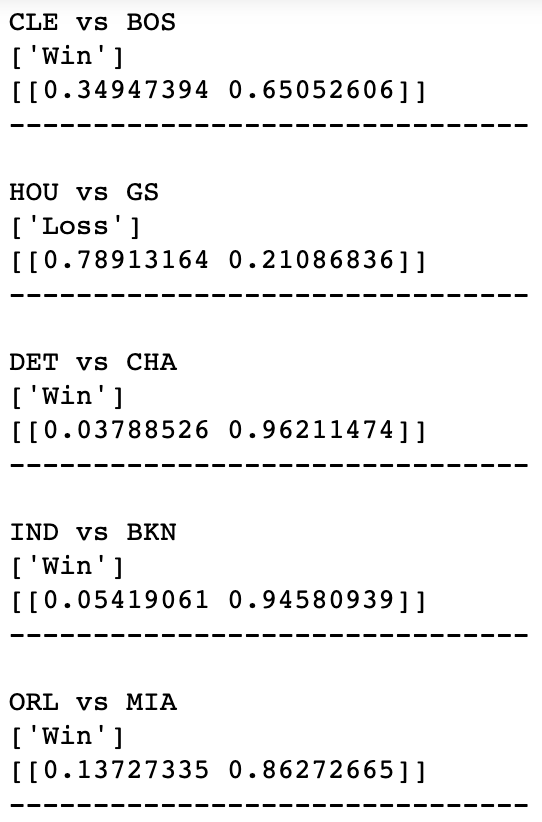 CLE vs BOS
['Win']
[[0.34947394 0.65052606]]
-------------------------------
HOU vs GS
['Loss']
[[0.78913164 0.21086836]]
-------------------------------
DET vs CHA
['Win']
[[0.03788526 0.96211474]]
-------------------------------
IND vs BKN
['Win']
[[0.05419061 0.94580939]]
-------------------------------
ORL vs MIA
['Win']
[[0.13727335 0.86272665]]
-------------------------------